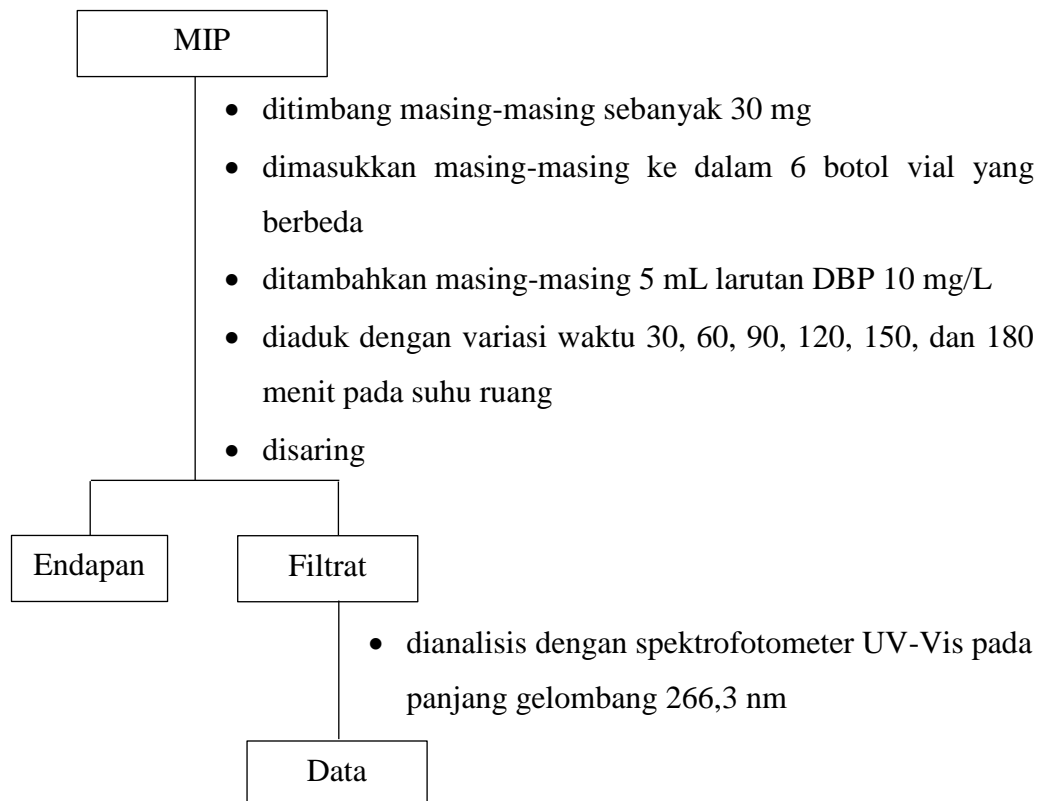 MIP
• ditimbang masing-masing sebanyak 30 mg
• dimasukkan masing-masing ke dalam 6 botol vial yang
berbeda
• ditambahkan masing-masing 5 mL larutan DBP 10 mg/L
• diaduk dengan variasi waktu 30, 60, 90, 120, 150, dan 180
menit pada suhu ruang
• disaring
Endapan
Filtrat
• dianalisis dengan spektrofotometer UV-Vis pada
panjang gelombang 266,3 nm
Data